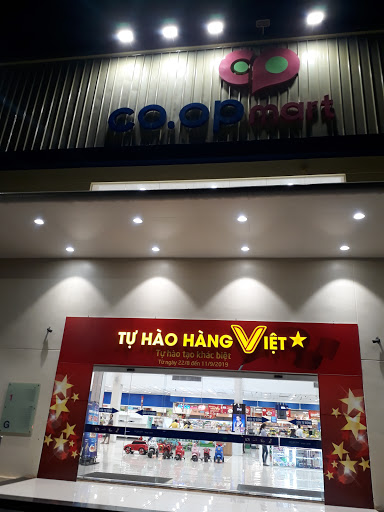 co.op mart
TỰ HÀO HÀNG VIỆT
Tự hào tạo khác biệt
Từ ngày 22/8 đến 11/9/2019
G